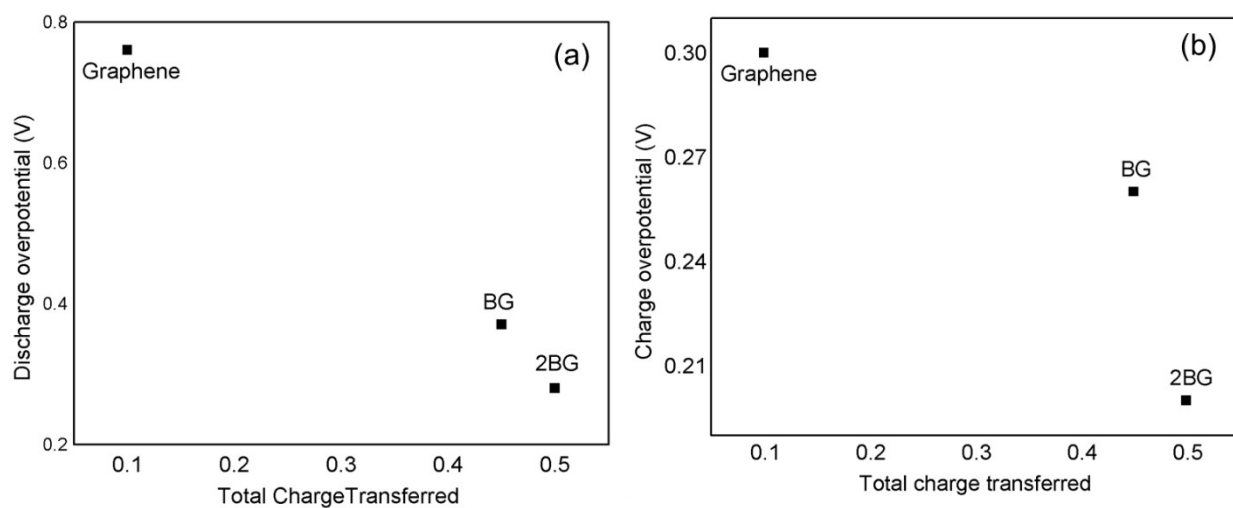 (a)
Discharge overpotential (V)
0.8
0.6
0.4
0.2
Graphene
BG
2BG
0.1 0.2 0.3 0.4 0.5
Total ChargeTransferred
(b)
Charge overpotential (V)
0.30
0.27
0.24
0.21
Graphene
BG
2BG
0.1 0.2 0.3 0.4 0.5
Total charge transferred